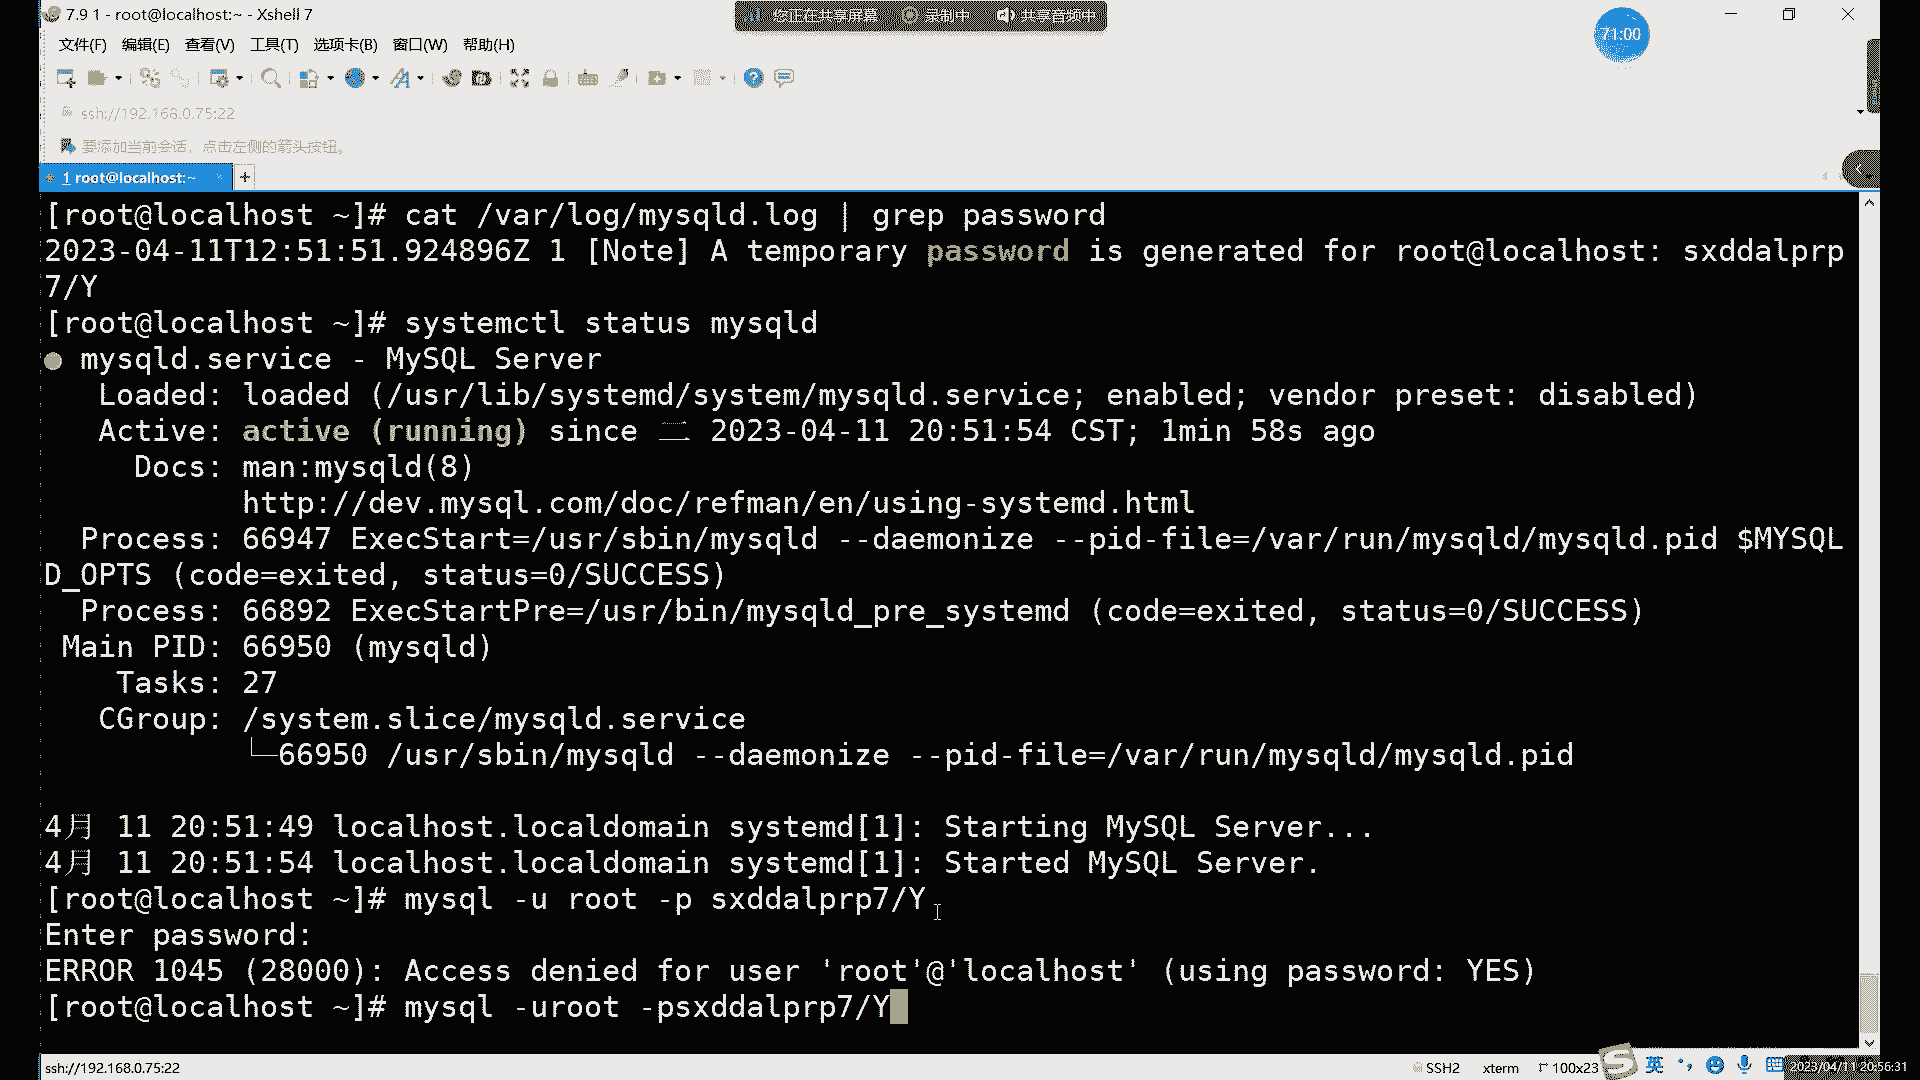 7.9 1 - root@localhost:~ - Xshell 7
您正在共享屏幕 录制中 共享音频中
71:00
文件(F) 编辑(E) 查看(V) 工具(T) 选项卡(B) 窗口(W) 帮助(H)
ssh://192.168.0.75:22
要添加当前会话，点击左侧的箭头按钮。
1 root@localhost:~ × +
[root@localhost ~]# cat /var/log/mysqld.log | grep password
2023-04-11T12:51:51.924896Z 1 [Note] A temporary password is generated for root@localhost: sxddalprp
7/Y
[root@localhost ~]# systemctl status mysqld
● mysqld.service - MySQL Server
Loaded: loaded (/usr/lib/systemd/system/mysqld.service; enabled; vendor preset: disabled)
Active: active (running) since 二 2023-04-11 20:51:54 CST; 1min 58s ago
Docs: man:mysqld(8)
http://dev.mysql.com/doc/refman/en/using-systemd.html
Process: 66947 ExecStart=/usr/sbin/mysqld --daemonize --pid-file=/var/run/mysqld/mysqld.pid $MYSQL
D_OPTS (code=exited, status=0/SUCCESS)
Process: 66892 ExecStartPre=/usr/bin/mysqld_pre_systemd (code=exited, status=0/SUCCESS)
Main PID: 66950 (mysqld)
Tasks: 27
CGroup: /system.slice/mysqld.service
└─66950 /usr/sbin/mysqld --daemonize --pid-file=/var/run/mysqld/mysqld.pid
4月 11 20:51:49 localhost.localdomain systemd[1]: Starting MySQL Server...
4月 11 20:51:54 localhost.localdomain systemd[1]: Started MySQL Server.
[root@localhost ~]# mysql -u root -p sxddalprp7/Y
Enter password:
ERROR 1045 (28000): Access denied for user 'root'@'localhost' (using password: YES)
[root@localhost ~]# mysql -uroot -psxddalprp7/Y
ssh://192.168.0.75:22 SSH2 xterm 100x23 英 2023/04/11 20:56:31